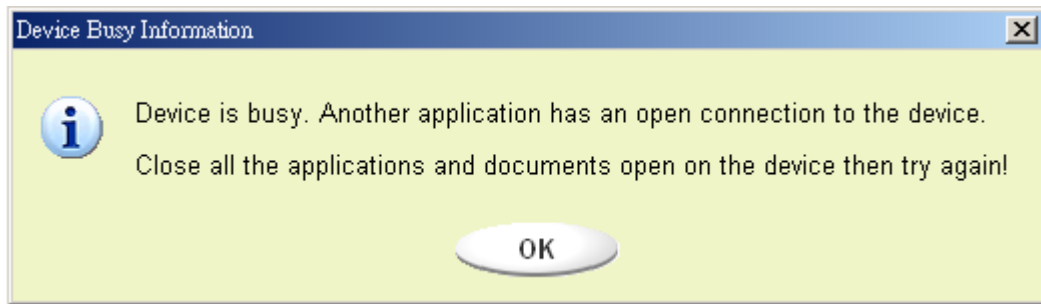 Device Busy Information
Device is busy. Another application has an open connection to the device.
Close all the applications and documents open on the device then try again!
OK